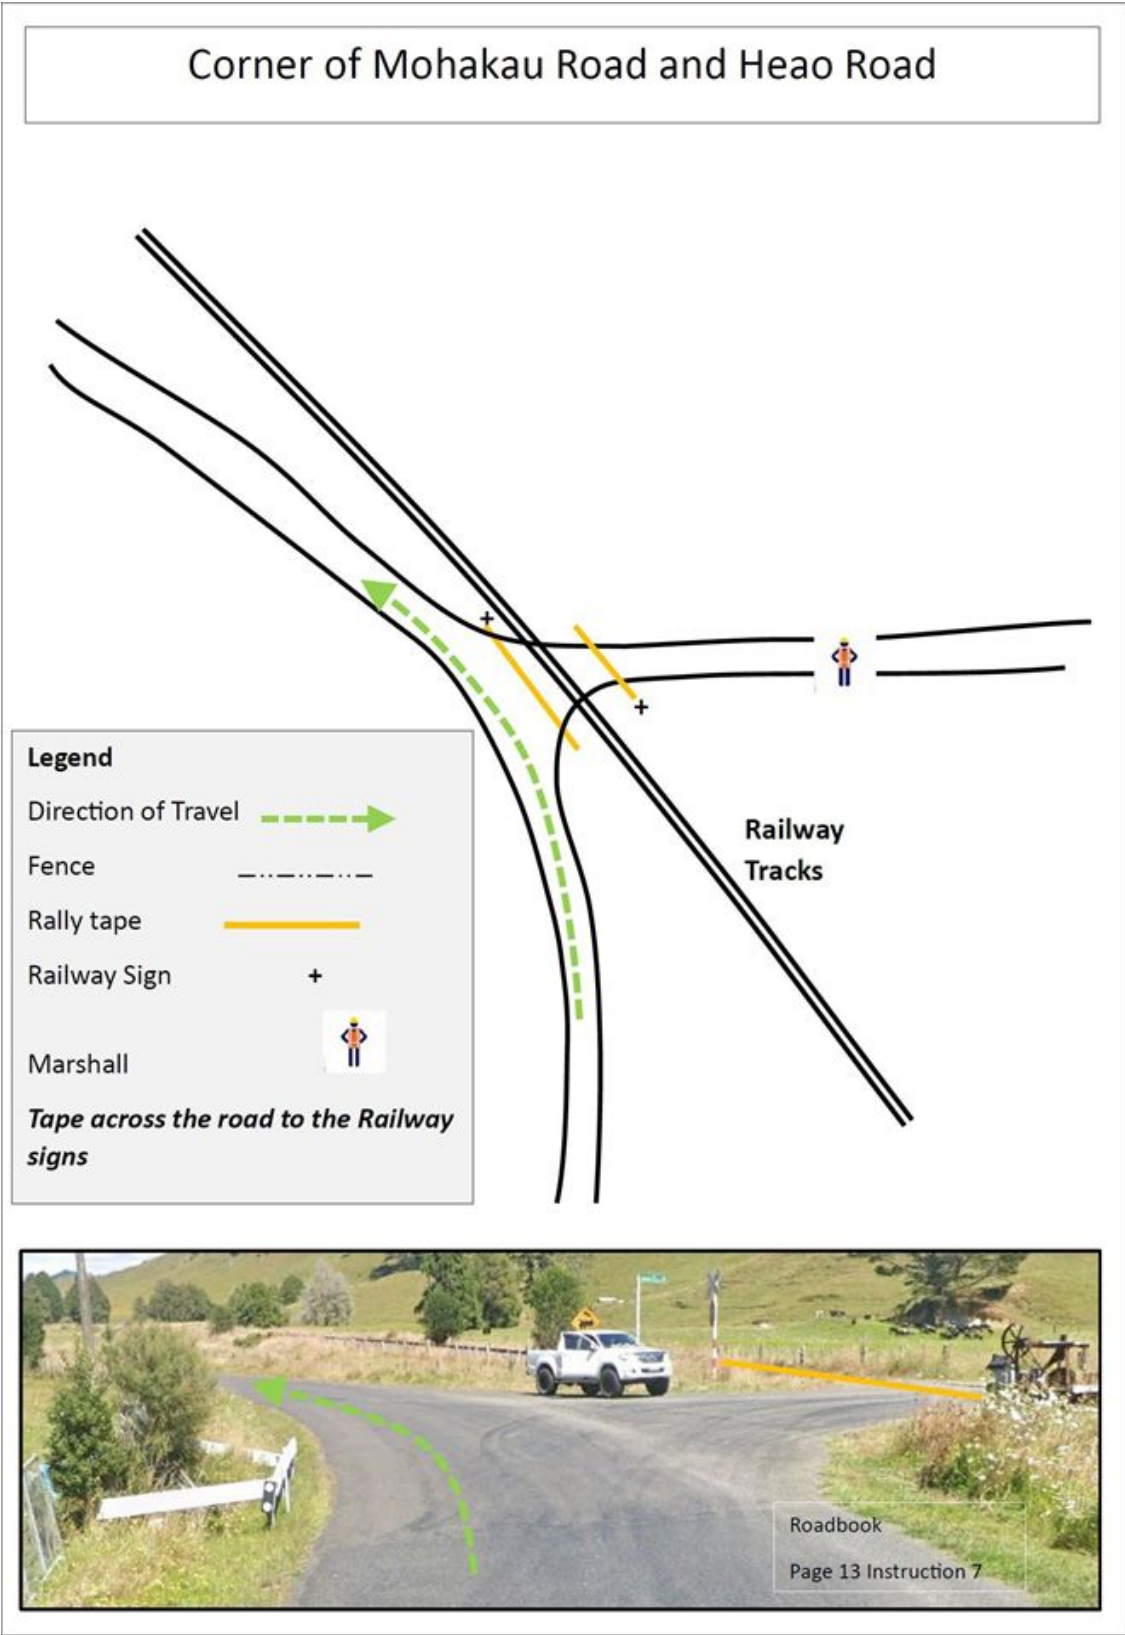 Corner of Mohakau Road and Heao Road
Railway
Tracks
Legend
Direction of Travel
Fence
Rally tape
Railway Sign
Marshall
Tape across the road to the Railway
signs
Roadbook
Page 13 Instruction 7